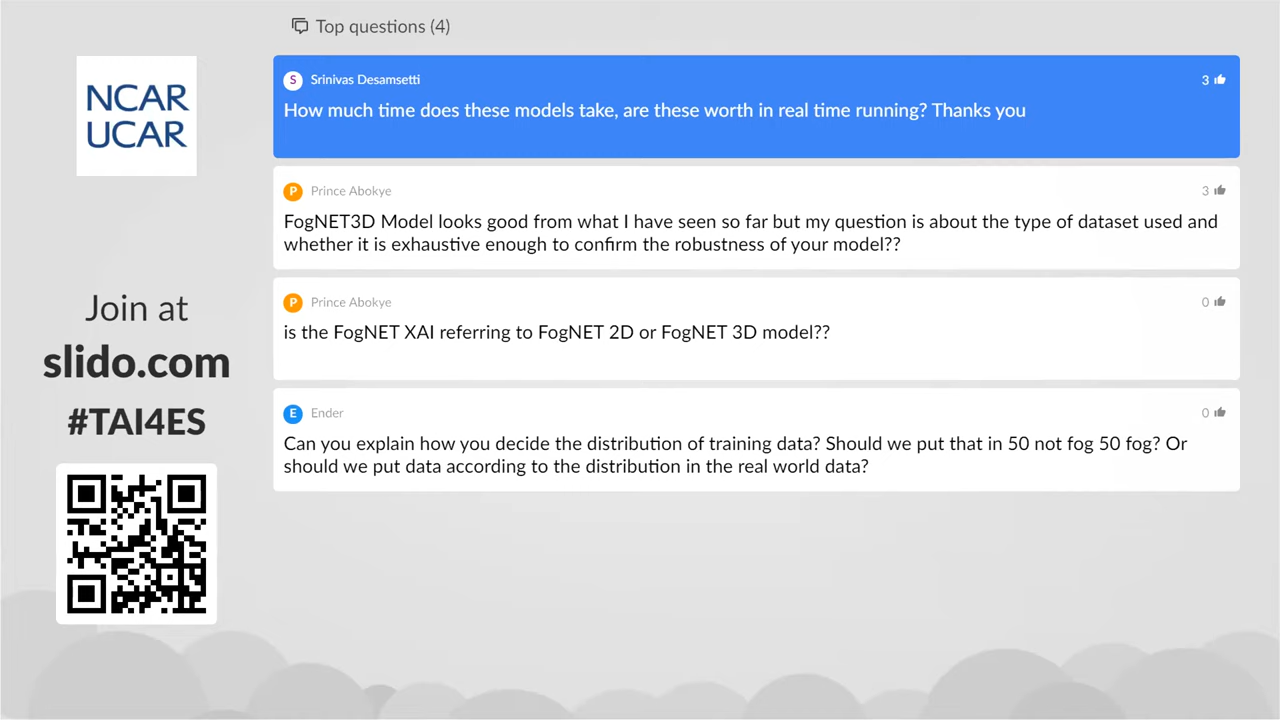 Top questions (4)
NCAR
UCAR
S Srinivas Desamsetti 3
How much time does these models take, are these worth in real time running? Thanks you
P Prince Abokye 3
FogNET3D Model looks good from what I have seen so far but my question is about the type of dataset used and
whether it is exhaustive enough to confirm the robustness of your model??
P Prince Abokye 0
is the FogNET XAI referring to FogNET 2D or FogNET 3D model??
E Ender 0
Can you explain how you decide the distribution of training data? Should we put that in 50 not fog 50 fog? Or
should we put data according to the distribution in the real world data?
Join at
slido.com
#TAI4ES